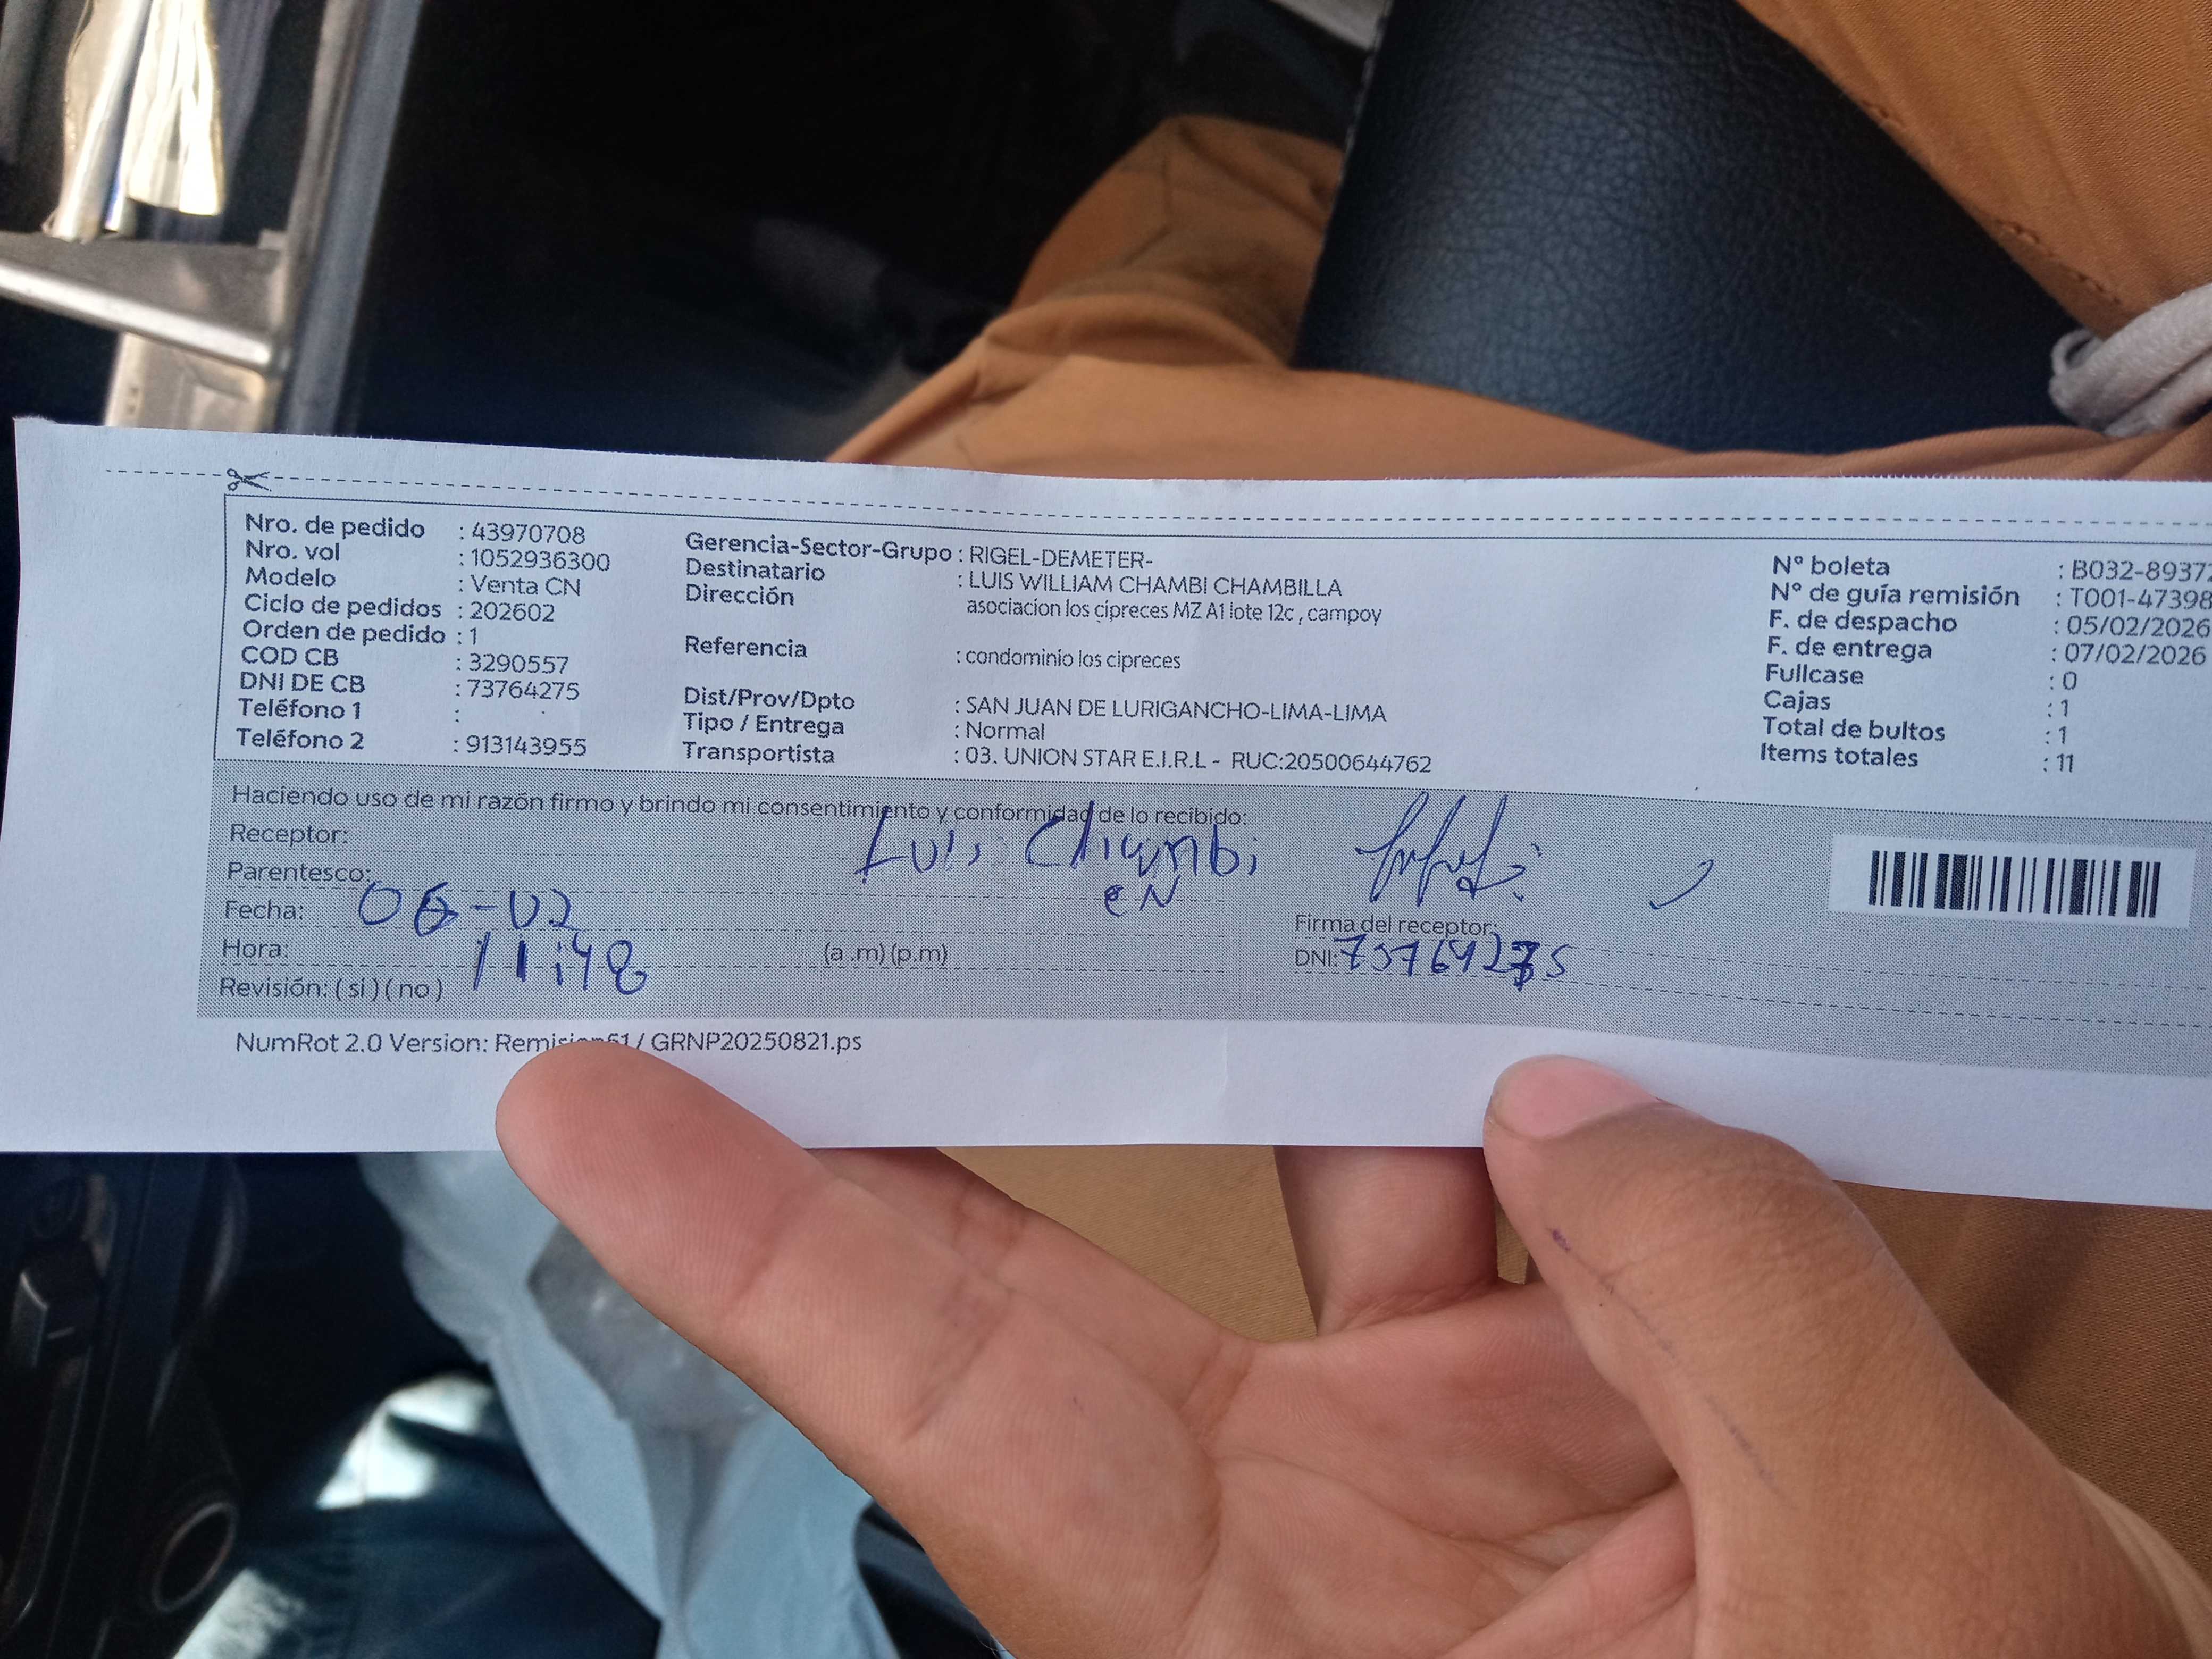 Nro. de pedido : 43970708
Nro. vol : 1052936300
Modelo : Venta CN
Ciclo de pedidos : 202602
Orden de pedido : 1
COD CB : 3290557
DNI DE CB : 73764275
Teléfono 1 :
Teléfono 2 : 913143955
Gerencia-Sector-Grupo : RIGEL-DEMETER-
Destinatario : LUIS WILLIAM CHAMBI CHAMBILLA
Dirección asociacion los cipreces MZ A1 lote 12c , campoy
Referencia : condominio los cipreces
Dist/Prov/Dpto : SAN JUAN DE LURIGANCHO-LIMA-LIMA
Tipo / Entrega : Normal
Transportista : 03. UNION STAR E.I.R.L - RUC:20500644762
N° boleta : B032-8937
N° de guía remisión : T001-47398
F. de despacho : 05/02/2026
F. de entrega : 07/02/2026
Fullcase : 0
Cajas : 1
Total de bultos : 1
Items totales : 11
Haciendo uso de mi razón firmo y brindo mi consentimiento y conformidad de lo recibido:
Receptor: Luis Chambi
Parentesco: CN
Fecha: 06-02
Firma del receptor:
Hora: 11:48 (a .m) (p.m)
DNI: 73764275
Revisión: ( si ) ( no )
NumRot 2.0 Version: / GRNP20250821.ps